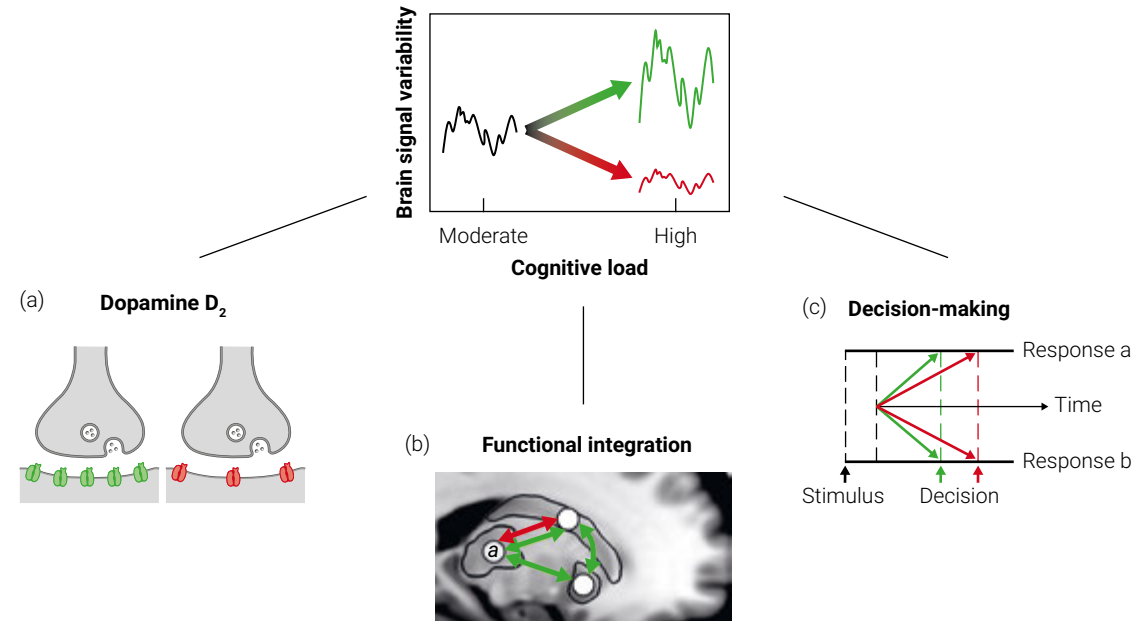 Brain signal variability
Moderate
High
Cognitive load
(a)
Dopamine D₂
(b)
Functional integration
a
(c)
Decision-making
Response a
Time
Response b
Stimulus
Decision